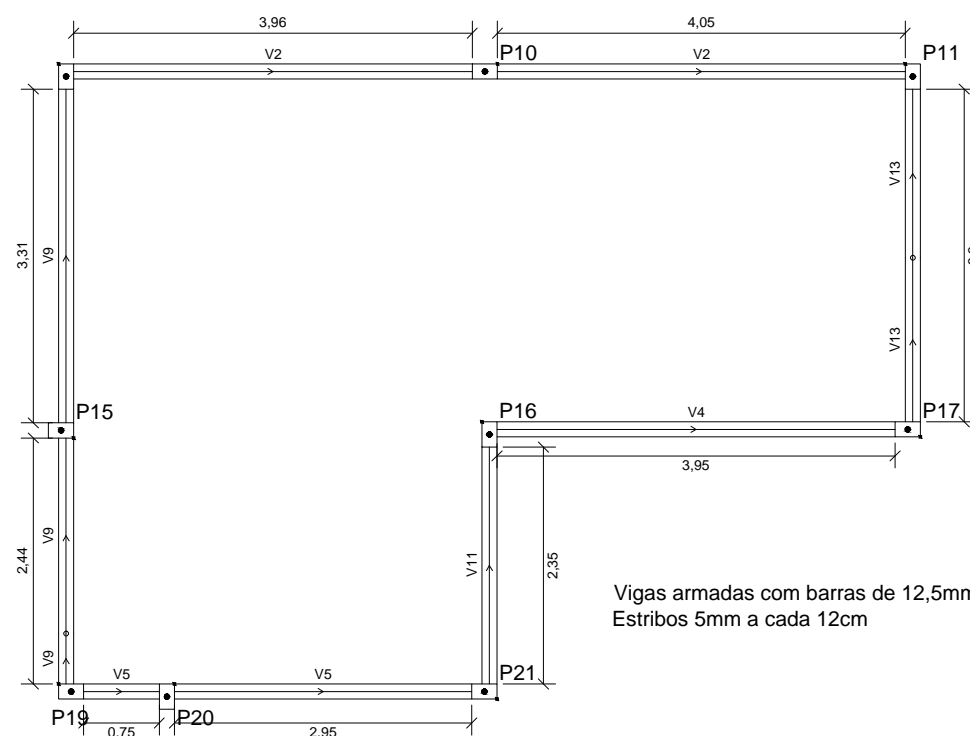 3,96
4,05
V2
P10
V2
P11
V13
3,31
V9
V13
P15
P16
V4
P17
3,95
2,44
V9
V11
2,35
Vigas armadas com barras de 12,5mm
Estribos 5mm a cada 12cm
V9
V5
V5
P21
P19
P20
0,75
2,95